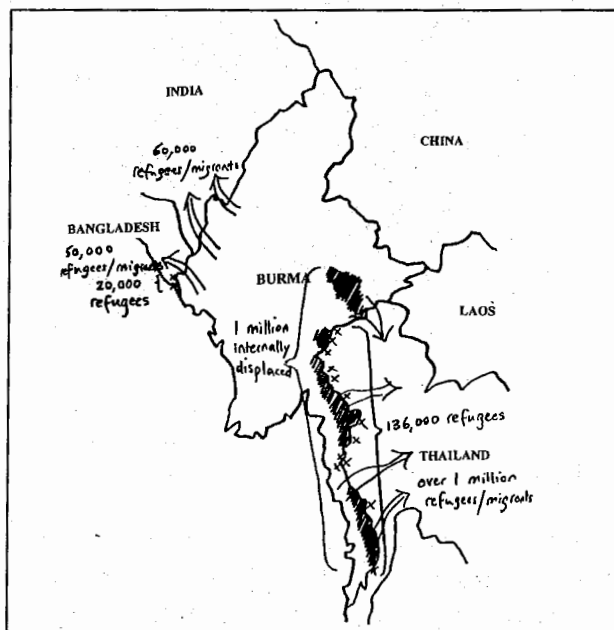 INDIA
CHINA
60,000
refugees/migrants
BANGLADESH
50,000
refugees/migrants
20,000
refugees
BURMA
LAOS
1 million
internally
displaced
136,000 refugees
THAILAND
over 1 million
refugees/migrants